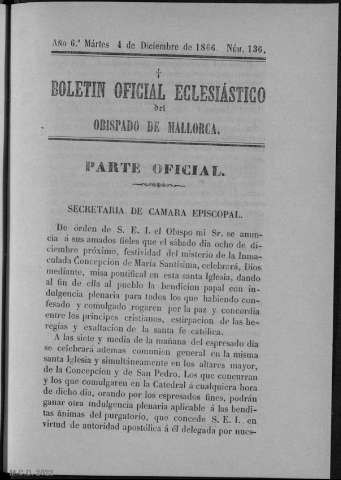 Año 6.º Mártes 4 de Diciembre de 1866. Núm. 136.
BOLETIN OFICIAL ECLESIÁSTICO
del
OBISPADO DE MALLORCA.
PARTE OFICIAL.
SECRETARIA DE CAMARA EPISCOPAL.
De órden de S. E. I. el Obispo mi Sr. se anun-
cia á sus amados fieles que el sábado dia ocho de di-
ciembre próximo, festividad del misterio de la Inma-
culada Concepcion de María Santísima, celebrará, Dios
mediante, misa pontifical en esta santa Iglesia, dando
al fin de ella al pueblo la bendicion papal con in-
dulgencia plenaria para todos los que habiendo con-
fesado y comulgado rogaren por la paz y concordia
entre los príncipes cristianos, estirpacion de las he-
regías y exaltacion de la santa fe católica.
A las siete y media de la mañana del espresado dia
se celebrará ademas comunion general en la misma
santa Iglesia y simultáneamente en los altares mayor,
de la Concepcion y de San Pedro. Los que concurran
y los que comulgaren en la Catedral á cualquiera hora
de dicho dia, orando por los espresados fines, podrán
ganar otra indulgencia plenaria aplicable á las bendi-
tas ánimas del purgatorio, que concede S. E. I. en
virtud de autoridad apostólica á él delegada por nues-
M.C.D. 2022